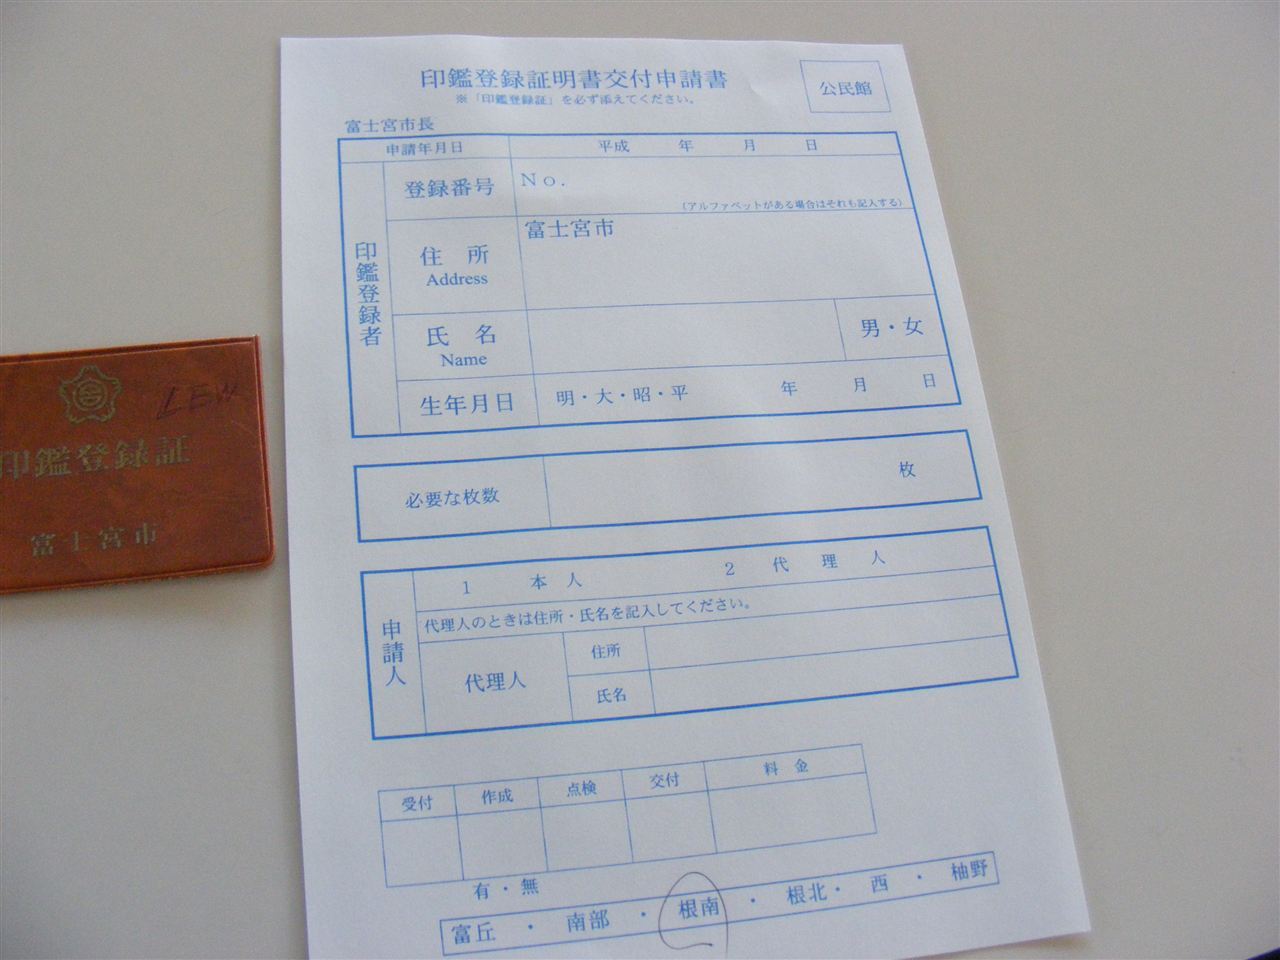 印鑑登録証明書交付申請書
公民館
※「印鑑登録証」を必ず添えてください。
富士宮市長
申請年月日 平成 年 月 日
印鑑登録者
登録番号 No.
(アルファベットがある場合はそれも記入する)
住所 富士宮市
Address
氏名 男・女
Name
生年月日 明・大・昭・平 年 月 日
必要な枚数 枚
申請人
1 本人 2 代理人
代理人のときは住所・氏名を記入してください。
代理人
住所
氏名
受付 作成 点検 交付 料金
有・無
富丘・南部・根南・根北・西・柚野
LEW
印鑑登録証
富士宮市